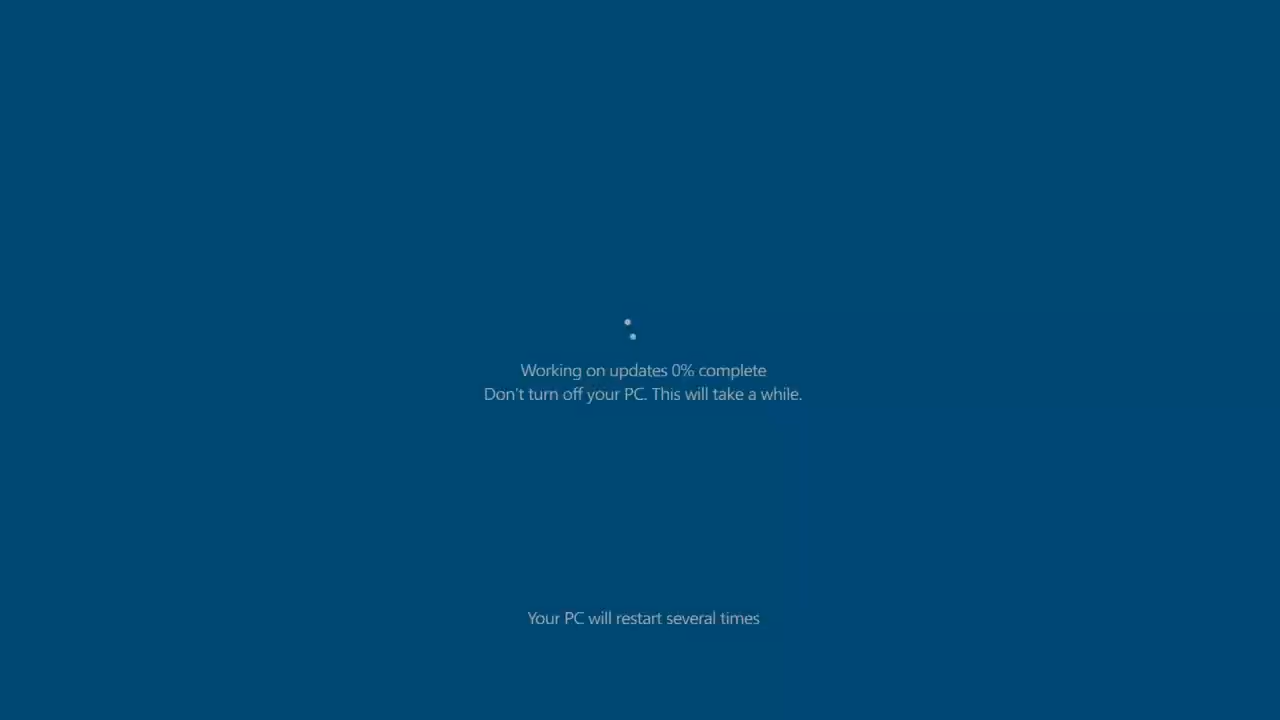 Working on updates 0% complete
Don't turn off your PC. This will take a while.
Your PC will restart several times